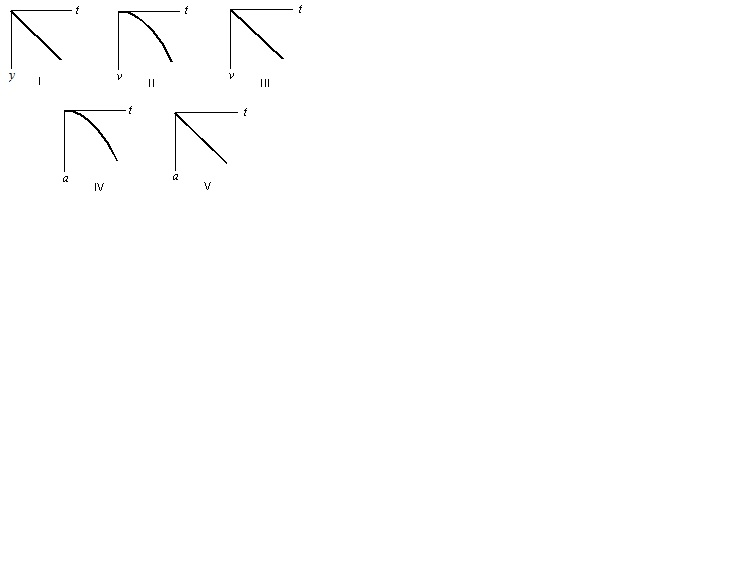 t t t
y I v II v III
t t
a IV a V